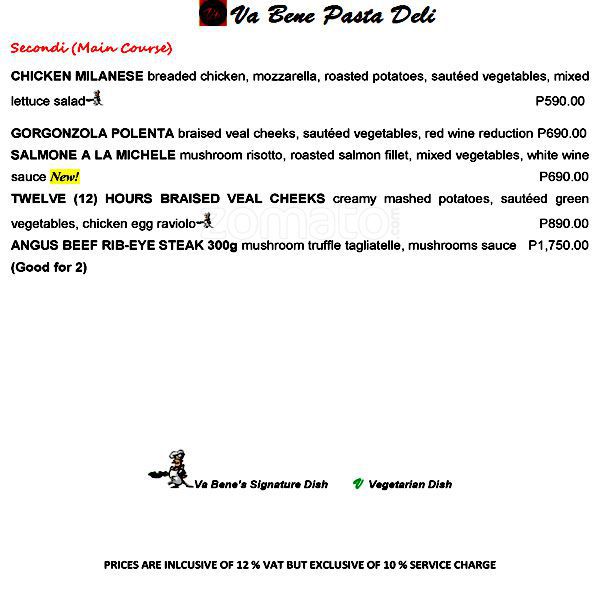 Va Bene Pasta Deli
Secondi (Main Course)
CHICKEN MILANESE breaded chicken, mozzarella, roasted potatoes, sautéed vegetables, mixed
lettuce salad P590.00
GORGONZOLA POLENTA braised veal cheeks, sautéed vegetables, red wine reduction P690.00
SALMONE A LA MICHELE mushroom risotto, roasted salmon fillet, mixed vegetables, white wine
sauce New! P690.00
TWELVE (12) HOURS BRAISED VEAL CHEEKS creamy mashed potatoes, sautéed green
vegetables, chicken egg raviolo P890.00
zomato.com
ANGUS BEEF RIB-EYE STEAK 300g mushroom truffle tagliatelle, mushrooms sauce P1,750.00
(Good for 2)
Va Bene's Signature Dish V Vegetarian Dish
PRICES ARE INLCUSIVE OF 12 % VAT BUT EXCLUSIVE OF 10 % SERVICE CHARGE